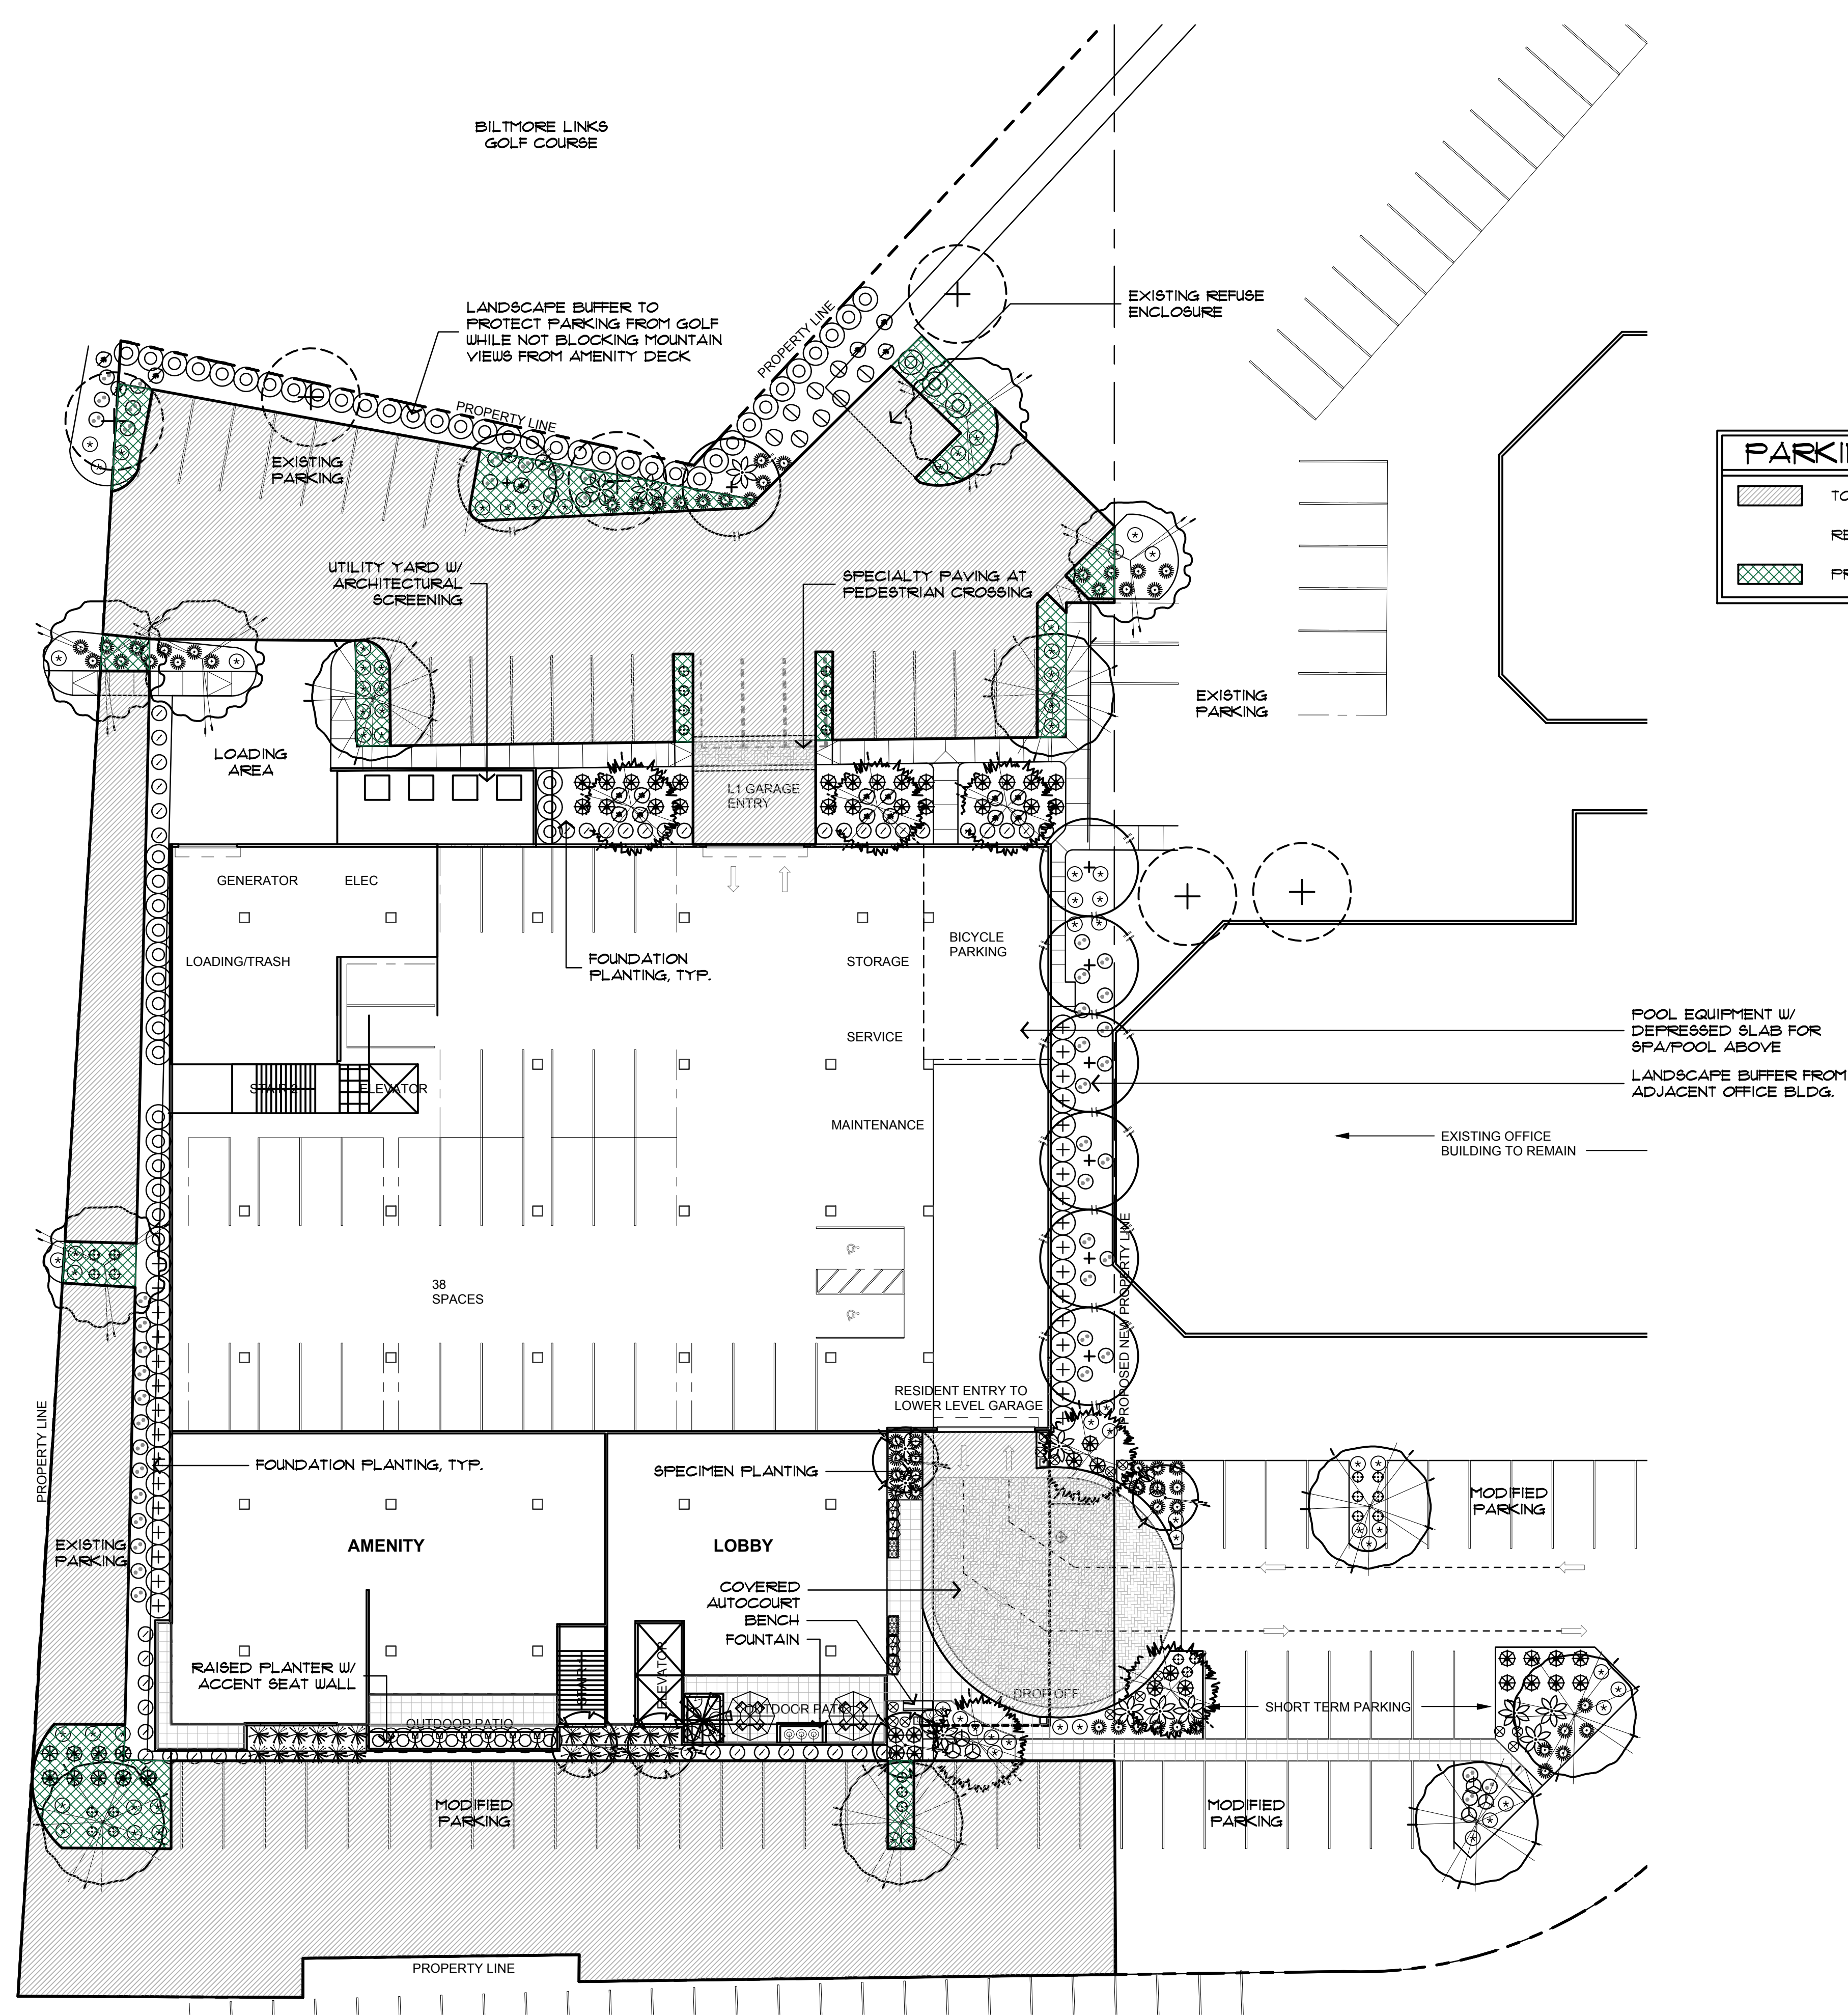 BILTMORE LINKS
GOLF COURSE
LANDSCAPE BUFFER TO
PROTECT PARKING FROM GOLF
WHILE NOT BLOCKING MOUNTAIN
VIEWS FROM AMENITY DECK
PROPERTY LINE
EXISTING REFUSE
ENCLOSURE
PROPERTY LINE
EXISTING
PARKING
UTILITY YARD W/
ARCHITECTURAL
SCREENING
SPECIALTY PAVING AT
PEDESTRIAN CROSSING
EXISTING
PARKING
LOADING
AREA
L1 GARAGE
ENTRY
GENERATOR
ELEC
LOADING/TRASH
FOUNDATION
PLANTING, TYP.
STORAGE
BICYCLE
PARKING
SERVICE
POOL EQUIPMENT W/
DEPRESSED SLAB FOR
SPA/POOL ABOVE
LANDSCAPE BUFFER FROM
ADJACENT OFFICE BLDG.
STAIR 2
ELEVATOR
MAINTENANCE
EXISTING OFFICE
BUILDING TO REMAIN
38
SPACES
PROPOSED NEW PROPERTY LINE
RESIDENT ENTRY TO
LOWER LEVEL GARAGE
PROPERTY LINE
FOUNDATION PLANTING, TYP.
SPECIMEN PLANTING
MODIFIED
PARKING
EXISTING
PARKING
AMENITY
LOBBY
COVERED
AUTOCOURT
BENCH
FOUNTAIN
RAISED PLANTER W/
ACCENT SEAT WALL
ELEVATOR
OUTDOOR PATIO
OUTDOOR PATIO
DROP OFF
SHORT TERM PARKING
MODIFIED
PARKING
MODIFIED
PARKING
PROPERTY LINE